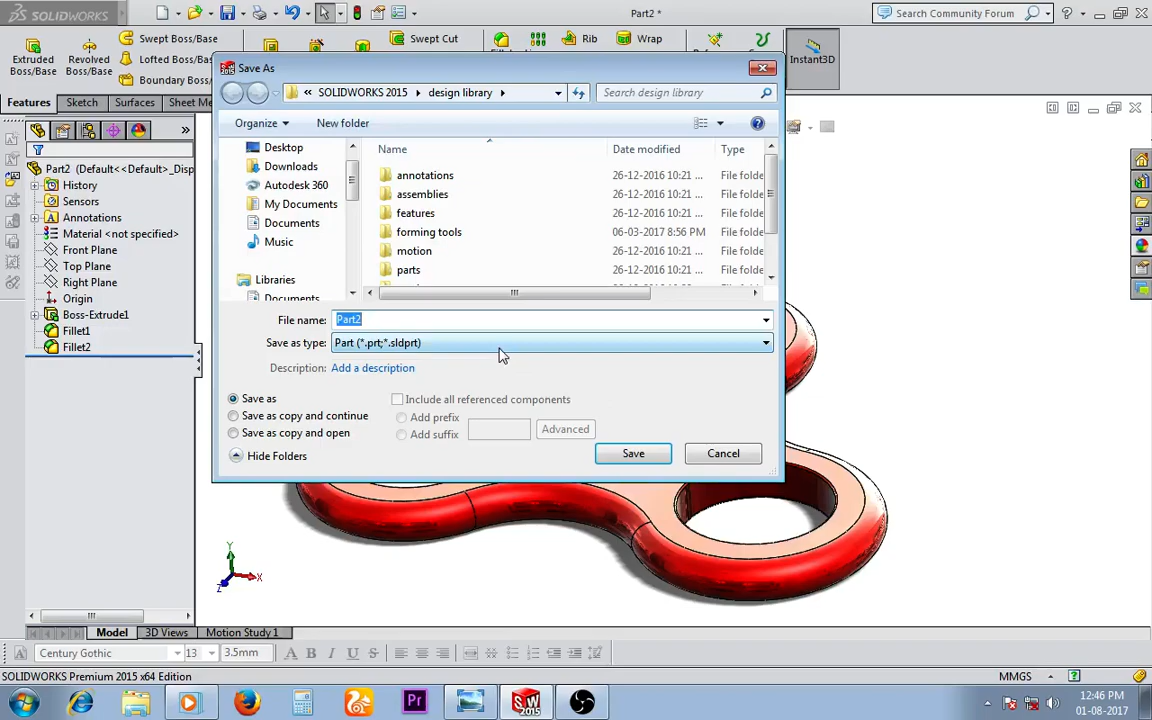 SOLIDWORKS
Part2 *
Search Community Forum
Extruded Boss/Base
Revolved Boss/Base
Swept Boss/Base
Lofted Boss/Base
Boundary Boss/Base
Swept Cut
Rib
Wrap
Instant3D
Features
Sketch
Surfaces
Sheet Me
Save As
« SOLIDWORKS 2015 ▸ design library ▸
Search design library
Organize
New folder
Desktop
Downloads
Autodesk 360
My Documents
Documents
Music
Libraries
Documents
Name
Date modified
Type
annotations 26-12-2016 10:21 ... File folde
assemblies 26-12-2016 10:21 ... File folde
features 26-12-2016 10:21 ... File folde
forming tools 06-03-2017 8:56 PM File folde
motion 26-12-2016 10:21 ... File folde
parts 26-12-2016 10:21 ... File folde
File name: Part2
Save as type: Part (*.prt;*.sldprt)
Description: Add a description
Save as
Save as copy and continue
Save as copy and open
Include all referenced components
Add prefix
Add suffix
Advanced
Hide Folders
Save
Cancel
Part2 (Default<<Default>_Disp
History
Sensors
Annotations
Material <not specified>
Front Plane
Top Plane
Right Plane
Origin
Boss-Extrude1
Fillet1
Fillet2
Y
X
Z
Model
3D Views
Motion Study 1
Century Gothic
13
3.5mm
SOLIDWORKS Premium 2015 x64 Edition
MMGS
Pr
SW
2015
12:46 PM
01-08-2017